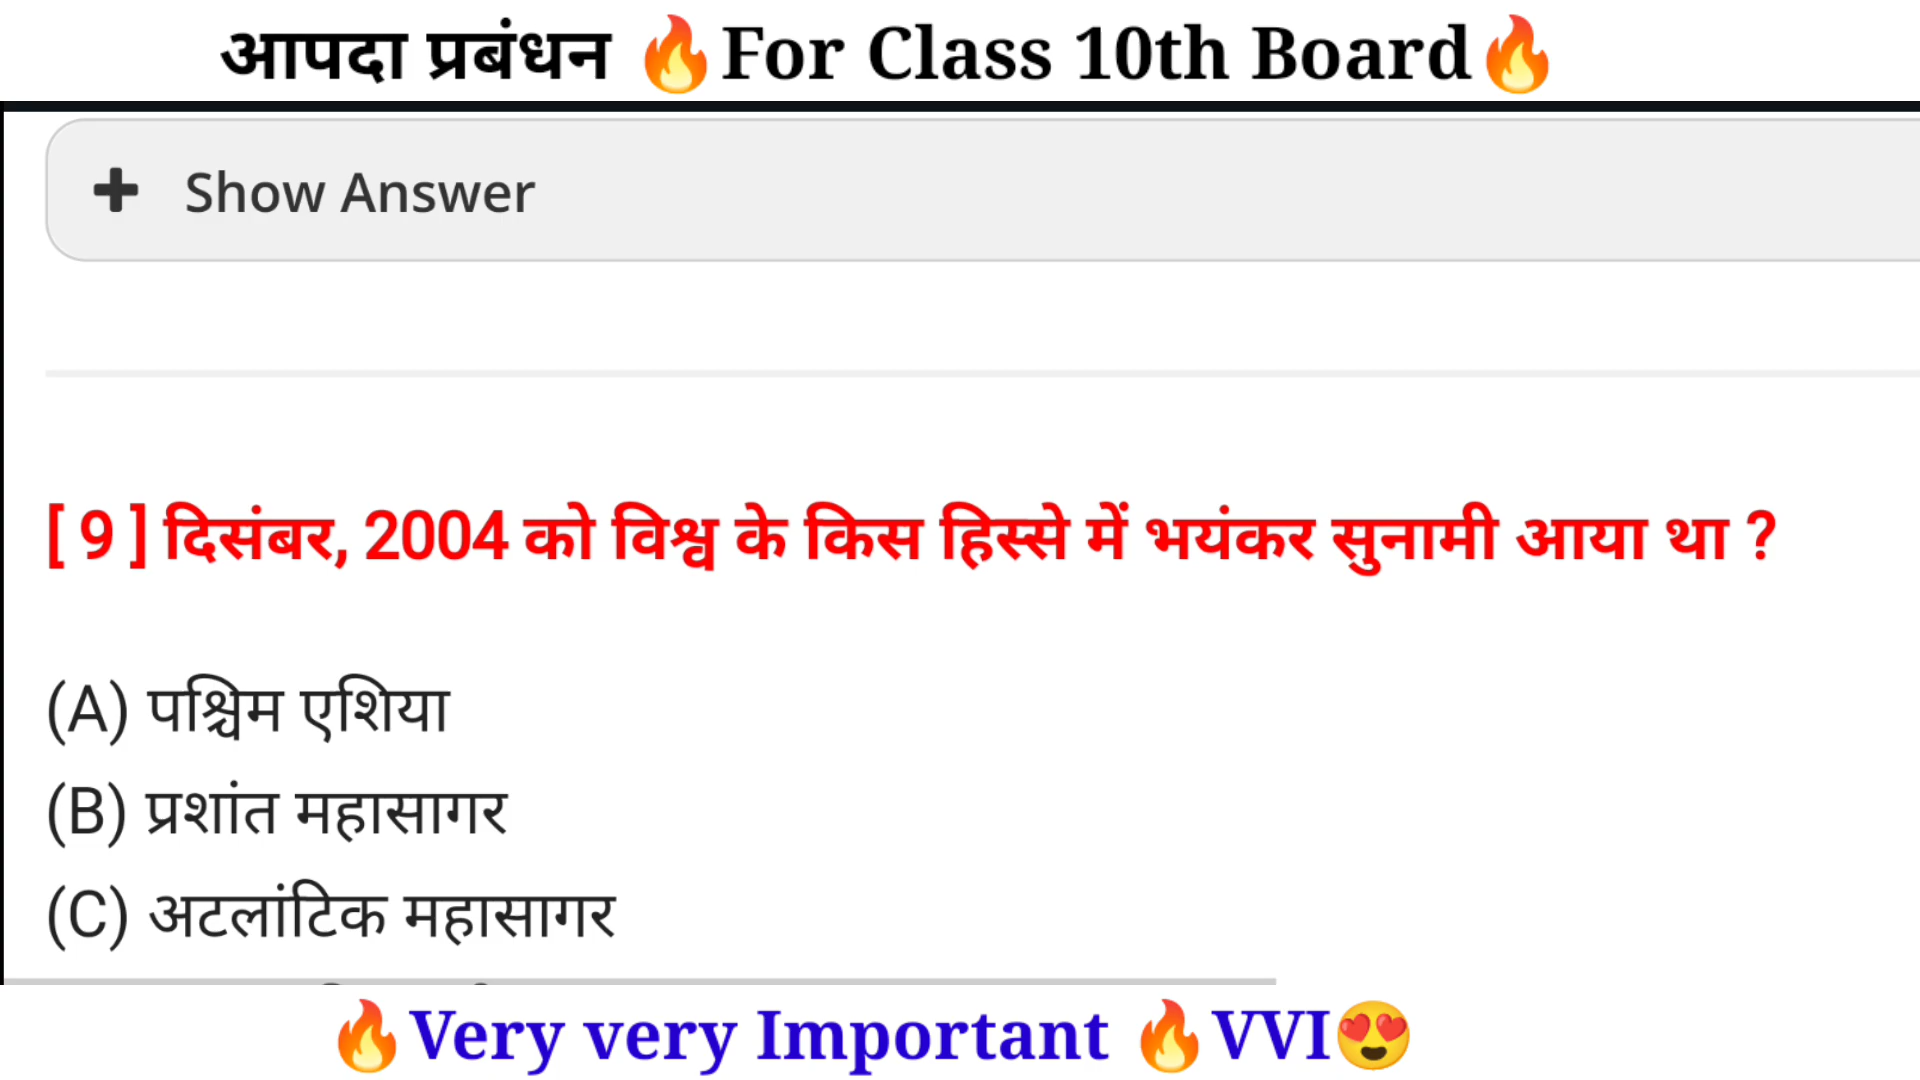 आपदा प्रबंधन 🔥For Class 10th Board🔥
+ Show Answer
[ 9 ] दिसंबर, 2004 को विश्व के किस हिस्से में भयंकर सुनामी आया था ?
(A) पश्चिम एशिया
(B) प्रशांत महासागर
(C) अटलांटिक महासागर
🔥Very very Important 🔥VVI😍